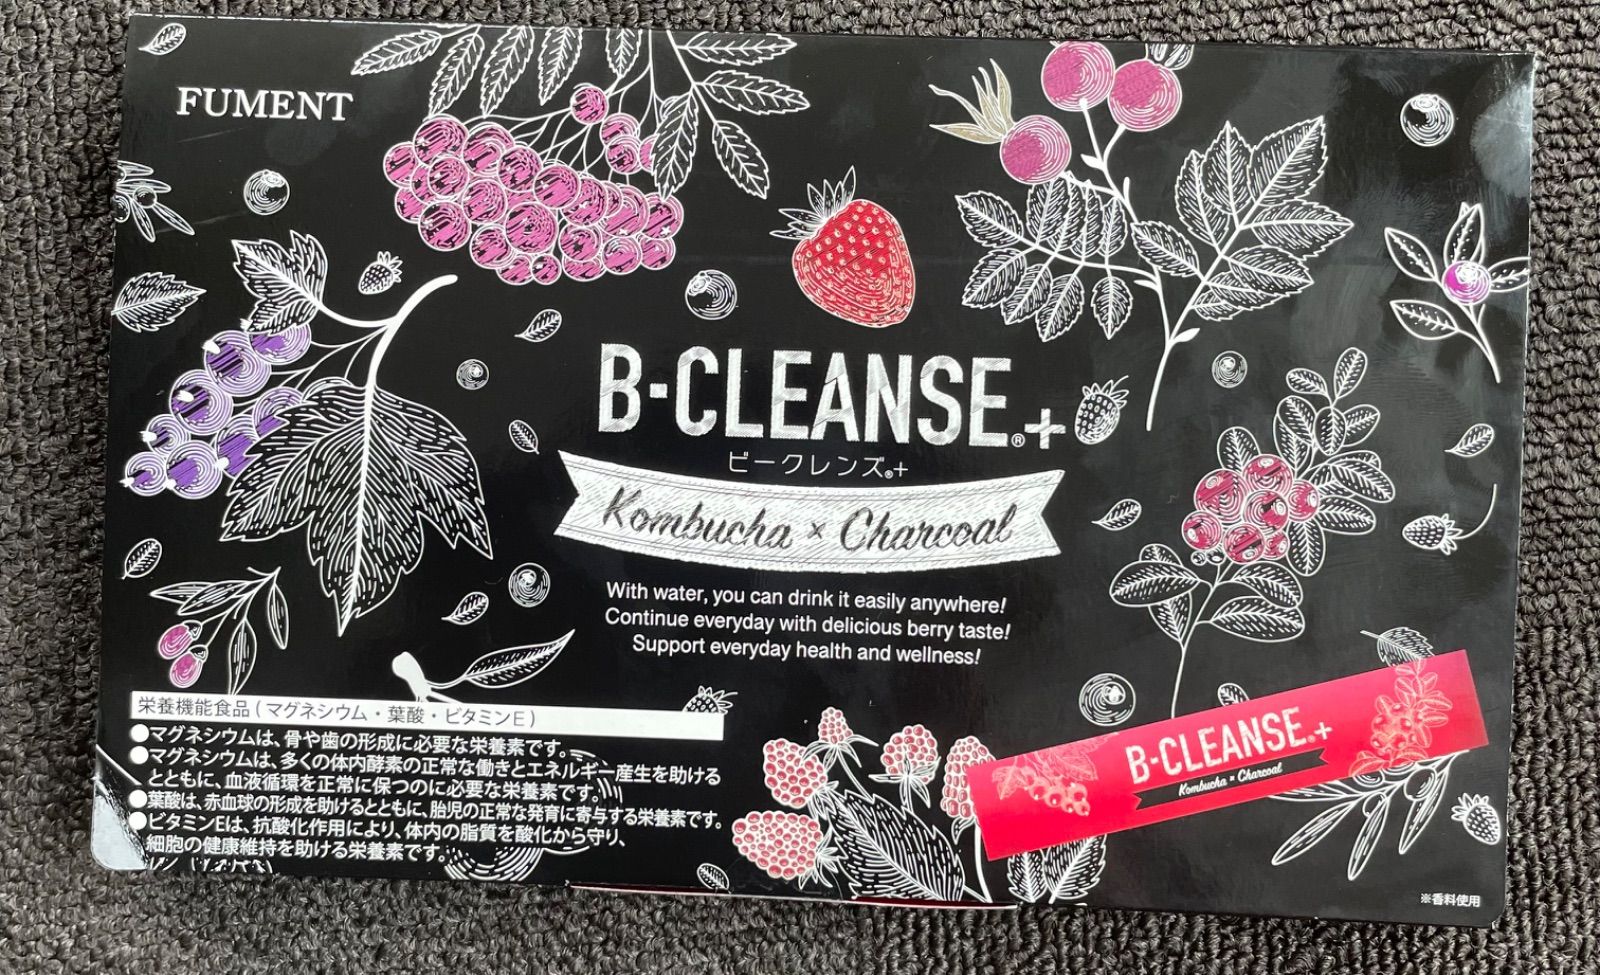 FUMENT
B-CLEANSE®+
ビークレンズ®+
Kombucha × Charcoal
With water, you can drink it easily anywhere!
Continue everyday with delicious berry taste!
Support everyday health and wellness!
栄養機能食品(マグネシウム・葉酸・ビタミンE)
●マグネシウムは、骨や歯の形成に必要な栄養素です。
●マグネシウムは、多くの体内酵素の正常な働きとエネルギー産生を助ける
とともに、血液循環を正常に保つのに必要な栄養素です。
●葉酸は、赤血球の形成を助けるとともに、胎児の正常な発育に寄与する栄養素です。
●ビタミンEは、抗酸化作用により、体内の脂質を酸化から守り、
細胞の健康維持を助ける栄養素です。
B-CLEANSE®+
Kombucha × Charcoal
※香料使用